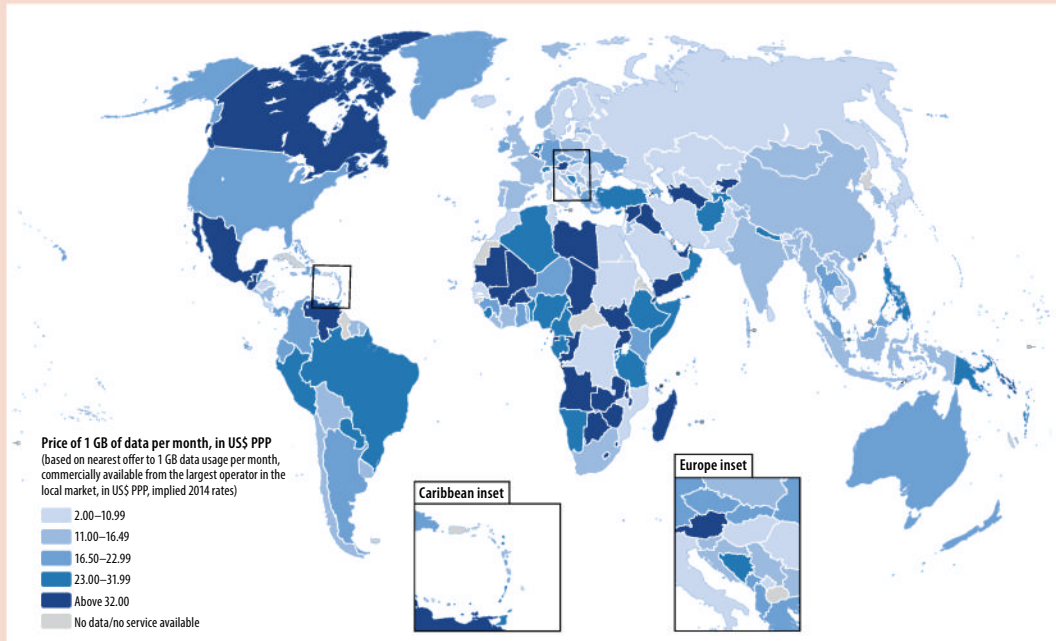 Price of 1 GB of data per month, in US$ PPP
(based on nearest offer to 1 GB data usage per month,
commercially available from the largest operator in the
local market, in US$ PPP, implied 2014 rates)
2.00–10.99
11.00–16.49
16.50–22.99
23.00–31.99
Above 32.00
No data/no service available
Caribbean inset
Europe inset